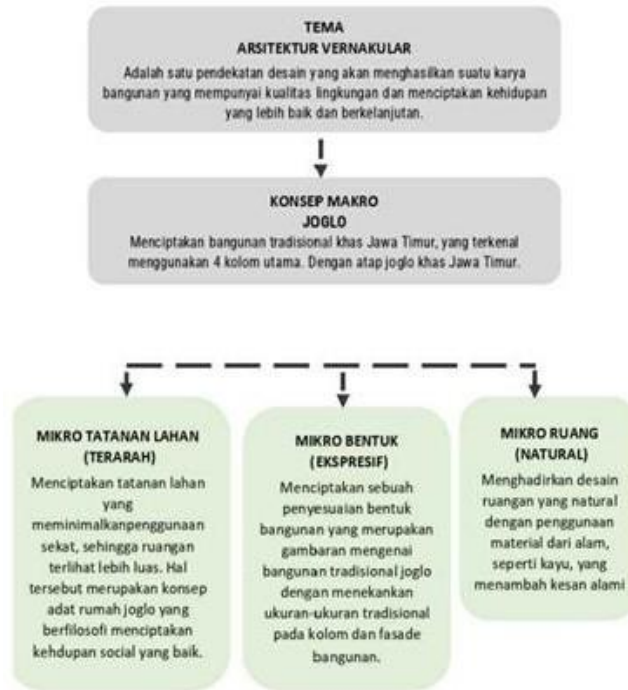 TEMA
ARSITEKTUR VERNAKULAR
Adalah satu pendekatan desain yang akan menghasilkan suatu karya
bangunan yang mempunyai kualitas lingkungan dan menciptakan kehidupan
yang lebih baik dan berkelanjutan.
KONSEP MAKRO
JOGLO
Menciptakan bangunan tradisional khas Jawa Timur, yang terkenal
menggunakan 4 kolom utama. Dengan atap joglo khas Jawa Timur.
MIKRO TATANAN LAHAN
(TERARAH)
Menciptakan tatanan lahan
yang
meminimalkanpenggunaan
sekat, sehingga ruangan
terlihat lebih luas. Hal
tersebut merupakan konsep
adat rumah joglo yang
berfilosofi menciptakan
kehdupan social yang baik.
MIKRO BENTUK
(EKSPRESIF)
Menciptakan sebuah
penyesuaian bentuk
bangunan yang merupakan
gambaran mengenai
bangunan tradisional joglo
dengan menekankan
ukuran-ukuran tradisional
pada kolom dan fasade
bangunan.
MIKRO RUANG
(NATURAL)
Menghadirkan desain
ruangan yang natural
dengan penggunaan
material dari alam,
seperti kayu, yang
menambah kesan alami